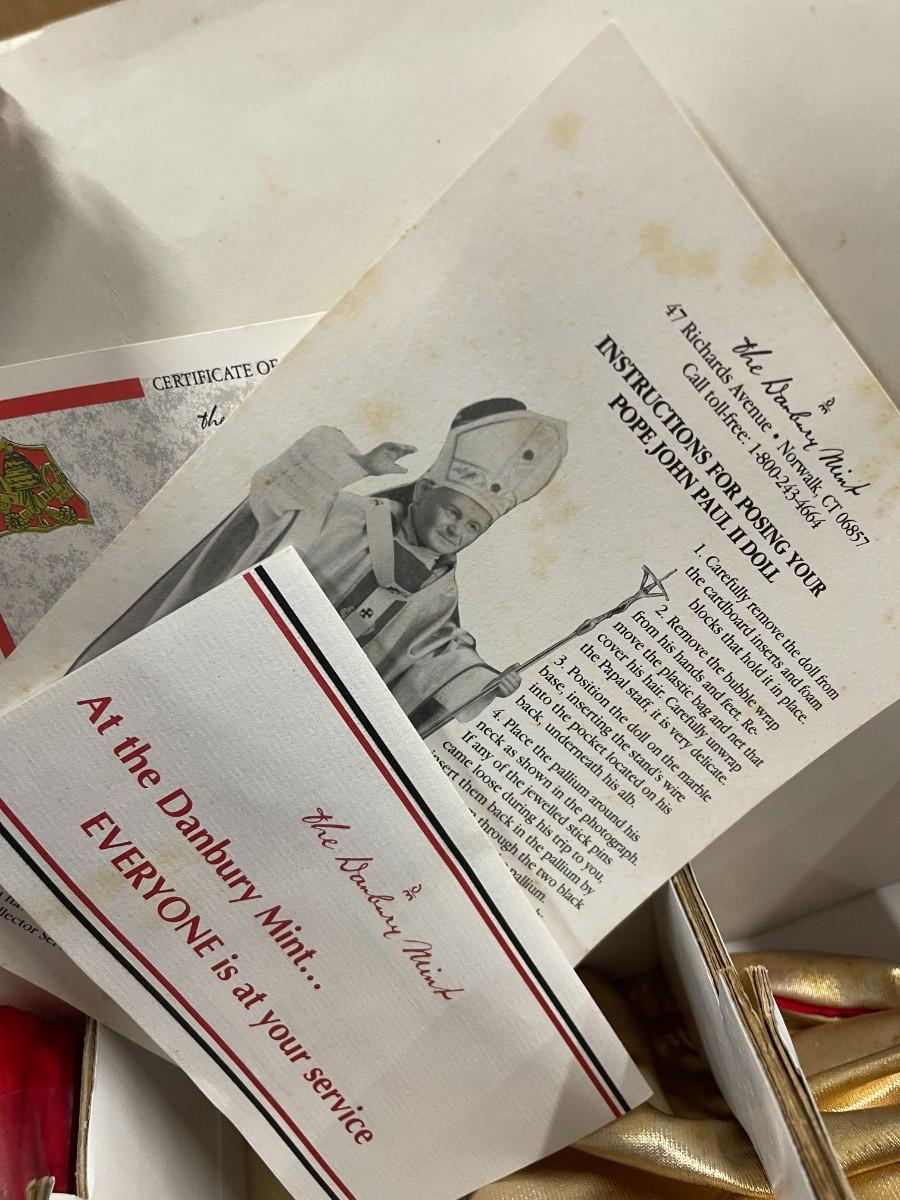 the Danbury Mint
47 Richards Avenue • Norwalk, CT 06857
Call toll-free: 1-800-243-4664
INSTRUCTIONS FOR POSING YOUR
POPE JOHN PAUL II DOLL
1. Carefully remove the doll from
the cardboard inserts and foam
blocks that hold it in place.
2. Remove the bubble wrap
from his hands and feet. Re-
move the plastic bag and net that
cover his hair. Carefully unwrap
the Papal staff, it is very delicate.
3. Position the doll on the marble
base, inserting the stand's wire
into the pocket located on his
back, underneath his alb.
4. Place the pallium around his
neck as shown in the photograph.
If any of the jewelled stick pins
came loose during his trip to you,
insert them back in the pallium by
through the two black
pallium.
CERTIFICATE OF
the
the Danbury Mint
At the Danbury Mint...
EVERYONE is at your service